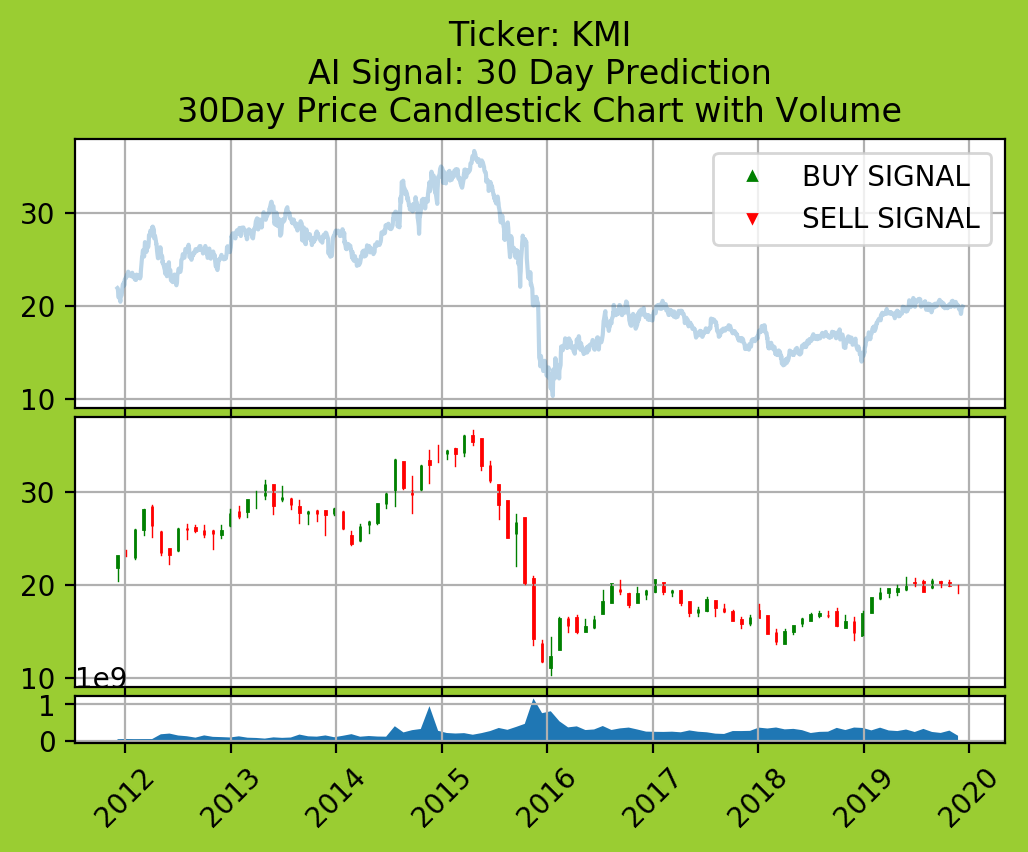 Ticker: KMI
AI Signal: 30 Day Prediction
30Day Price Candlestick Chart with Volume
BUY SIGNAL
SELL SIGNAL
30
20
10
30
20
10
1e9
1
0
2012 2013 2014 2015 2016 2017 2018 2019 2020